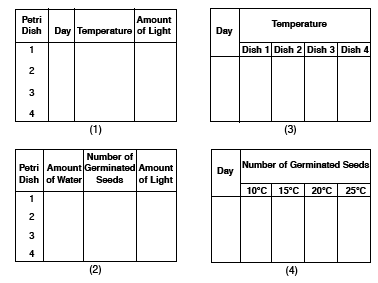 Petri Dish Day Temperature Amount of Light
1
2
3
4
(1)
Day Temperature
Dish 1 Dish 2 Dish 3 Dish 4
(3)
Petri Dish Amount of Water Number of Germinated Seeds Amount of Light
1
2
3
4
(2)
Day Number of Germinated Seeds
10°C 15°C 20°C 25°C
(4)